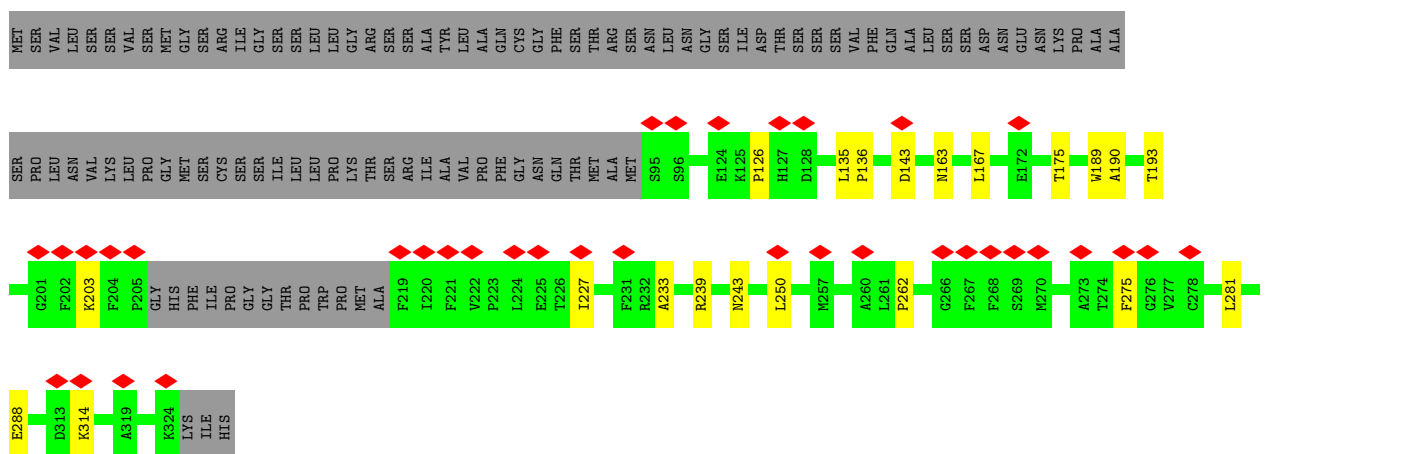 MET SER VAL LEU SER SER VAL SER MET GLY SER ARG ILE GLY SER SER LEU LEU GLY ARG SER SER ALA TYR LEU ALA GLN CYS GLY PHE SER THR ARG SER ASN LEU ASN GLY SER ILE ASP THR SER SER SER VAL PHE GLN ALA LEU SER SER ASP ASN GLU ASN LYS PRO ALA ALA
SER PRO LEU ASN VAL LYS LEU PRO GLY MET SER CYS SER SER ILE LEU LEU PRO LYS THR SER ARG ILE ALA VAL PRO PHE GLY ASN GLN THR MET ALA MET S95 S96 E124 K125 P126 H127 D128 L135 P136 D143 N163 L167 E172 T175 W189 A190 T193
G201 F202 K203 F204 P205 GLY HIS PHE ILE PRO GLY GLY THR PRO TRP PRO MET ALA F219 I220 F221 V222 P223 L224 E225 T226 I227 F231 R232 A233 R239 N243 L250 M257 A260 L261 P262 G266 F267 F268 S269 M270 A273 T274 F275 G276 V277 C278 L281
E288 D313 K314 A319 K324 LYS ILE HIS